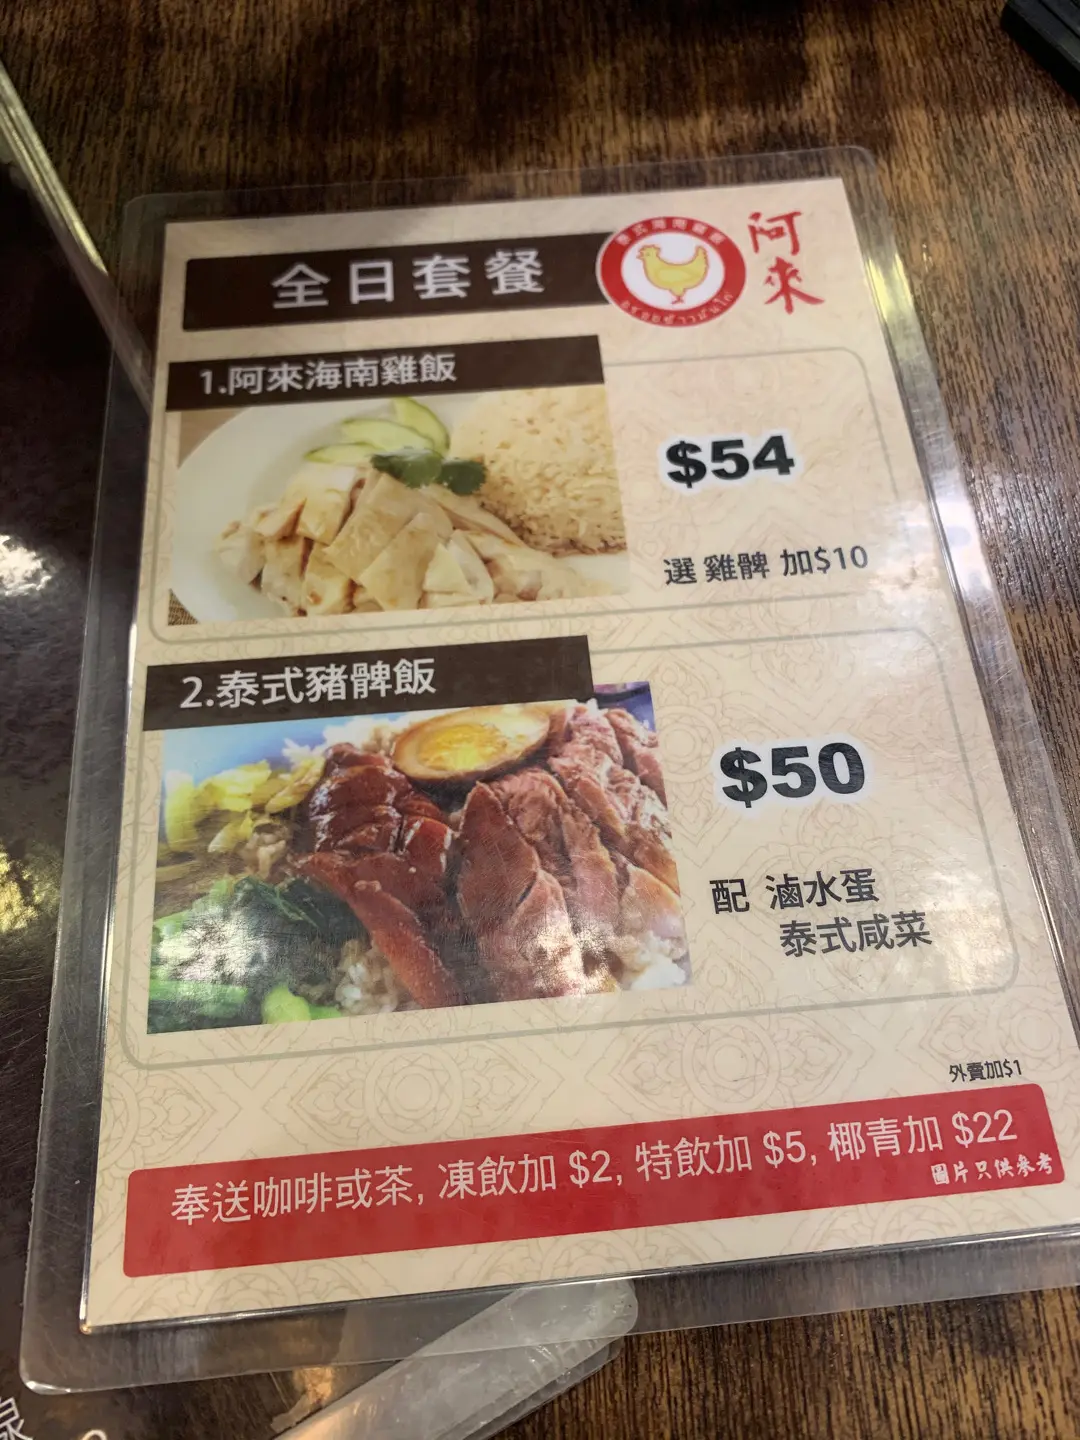 全日套餐
阿來
1.阿來海南雞飯
$54
選 雞髀 加$10
2.泰式豬髀飯
$50
配 滷水蛋
泰式咸菜
外賣加$1
奉送咖啡或茶, 凍飲加 $2, 特飲加 $5, 椰青加 $22
圖片只供參考